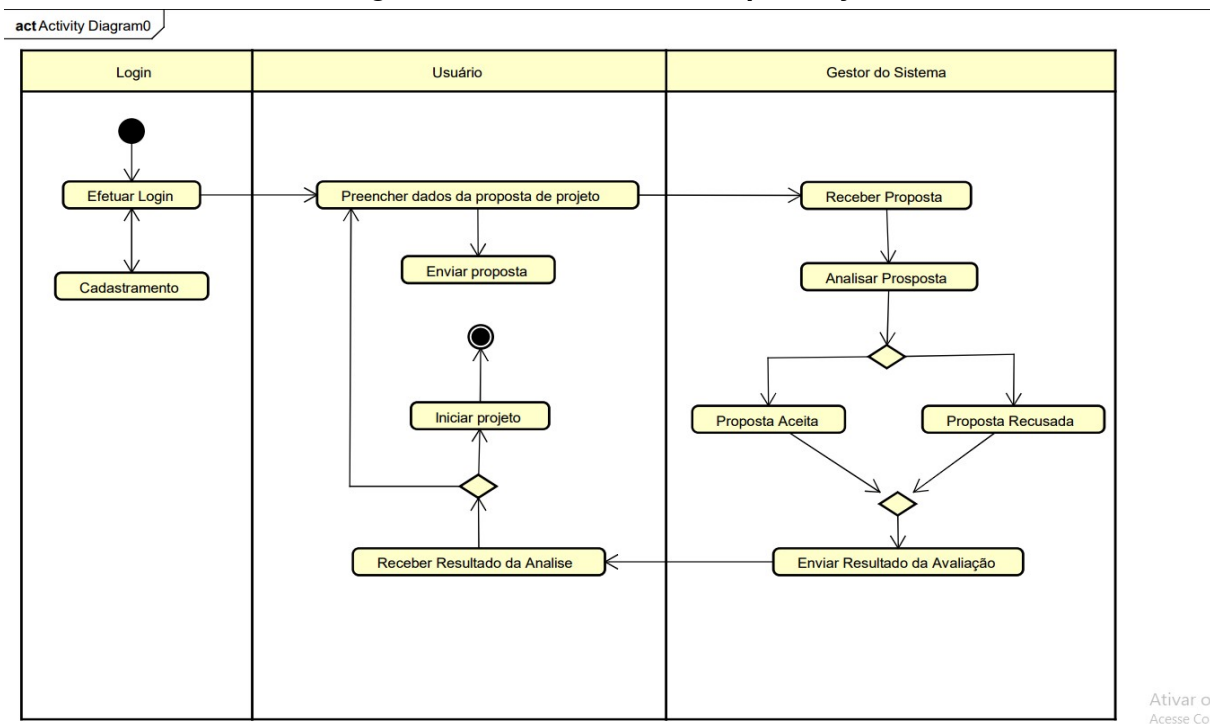 act Activity Diagram0
Login
Usuário
Gestor do Sistema
Efetuar Login
Preencher dados da proposta de projeto
Receber Proposta
Enviar proposta
Cadastramento
Analisar Prosposta
Iniciar projeto
Proposta Aceita
Proposta Recusada
Receber Resultado da Analise
Enviar Resultado da Avaliação
Ativar o
Acesse Co